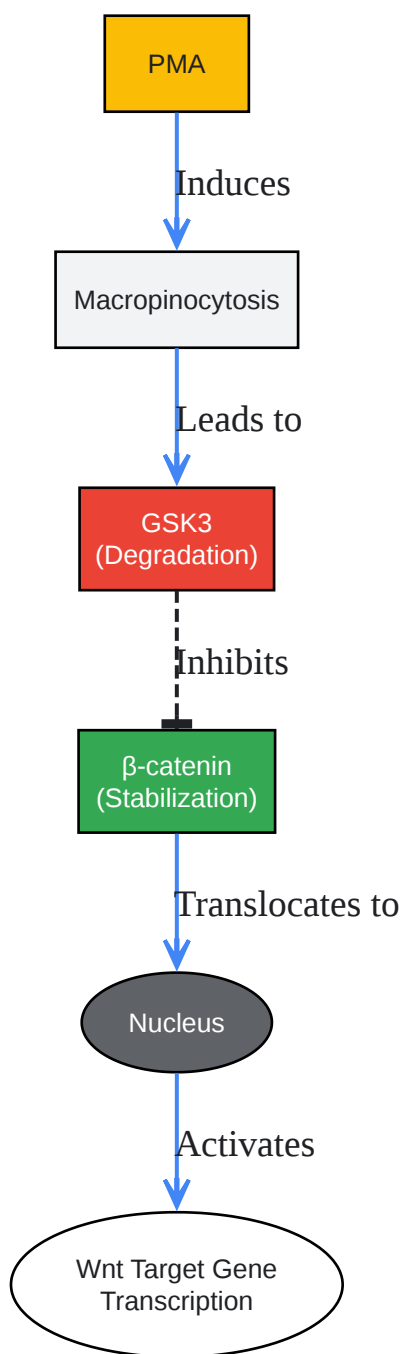 PMA
Induces
Macropinocytosis
Leads to
GSK3
(Degradation)
Inhibits
β-catenin
(Stabilization)
Translocates to
Nucleus
Activates
Wnt Target Gene
Transcription